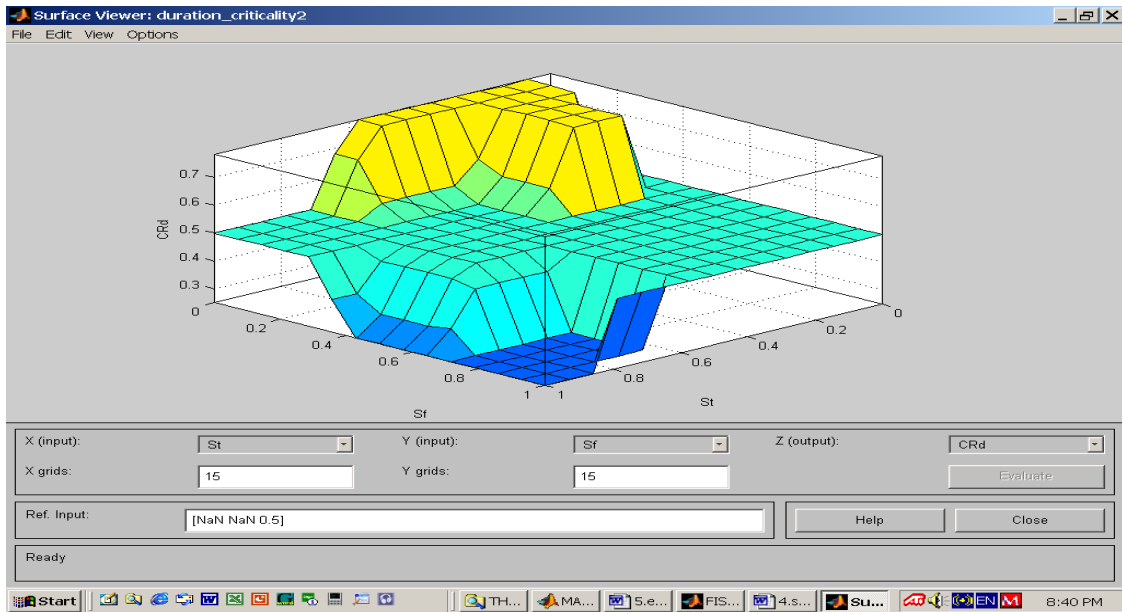 Surface Viewer: duration_criticality2
File Edit View Options
0.7
0.6
0.5
0.4
0.3
CRd
0
0.2
0.4
0.6
0.8
1
Sf
1
0.8
0.6
0.4
0.2
0
St
X (input): St Y (input): Sf Z (output): CRd
X grids: 15 Y grids: 15 Evaluate
Ref. Input: [NaN NaN 0.5] Help Close
Ready
Start TH... MA... 5.e... FIS... 4.s... Su... EN 8:40 PM